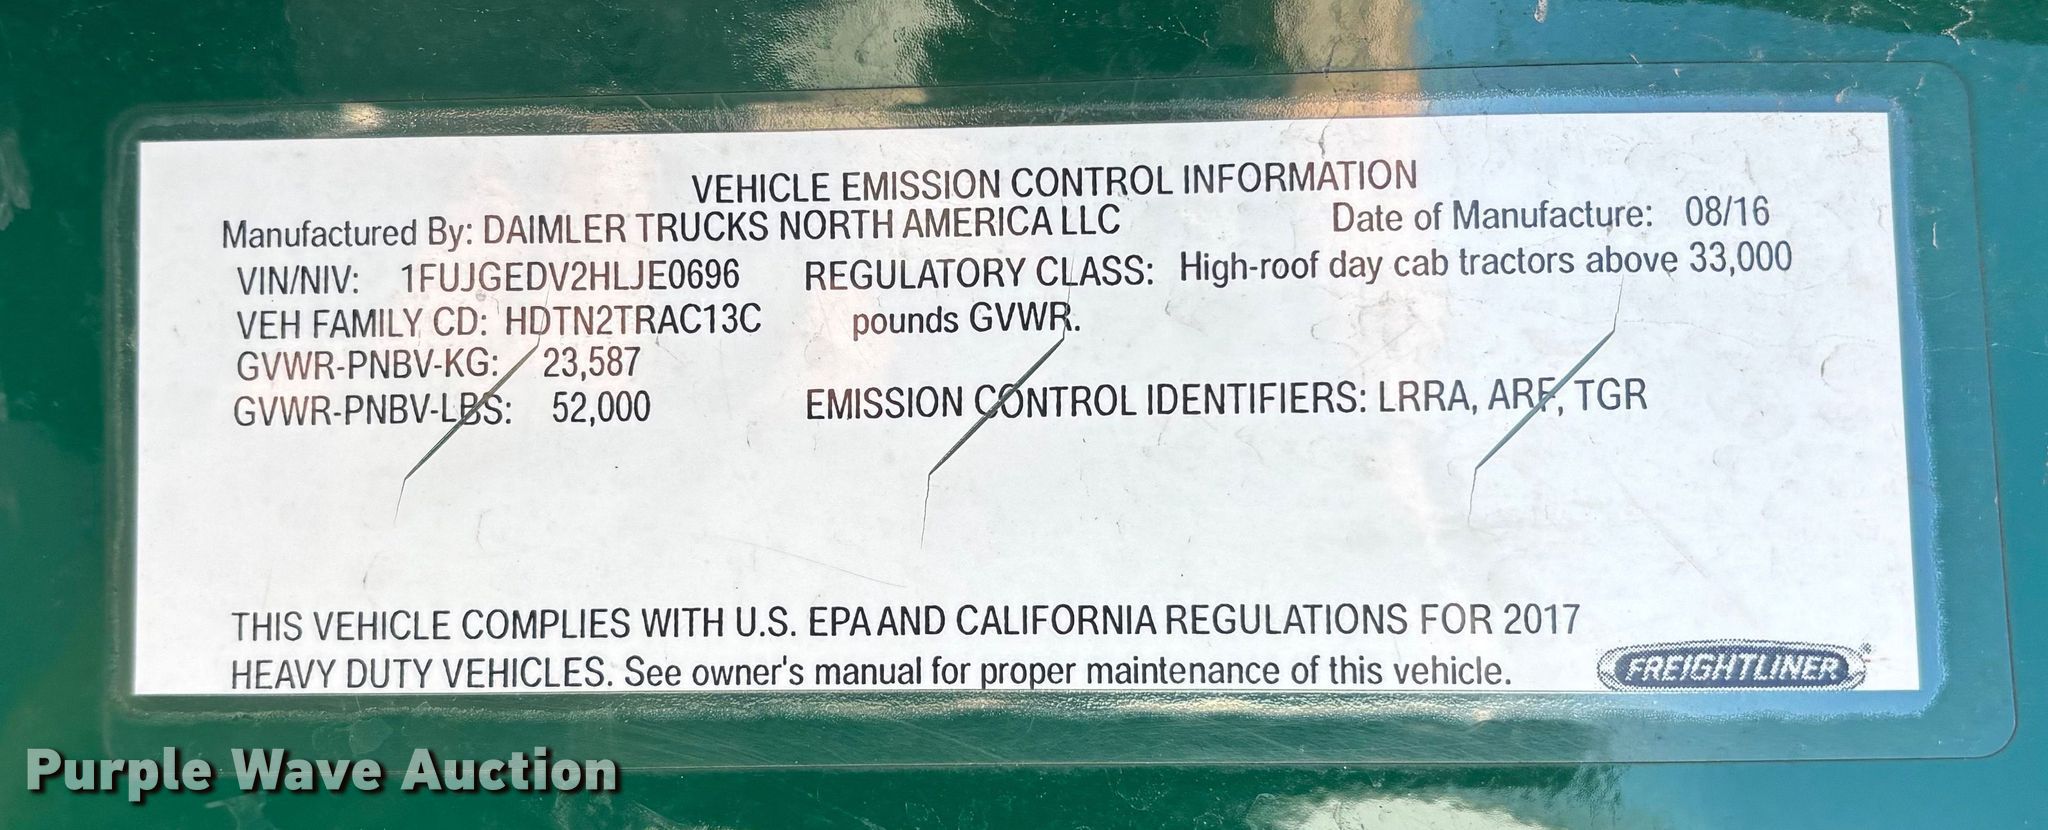 VEHICLE EMISSION CONTROL INFORMATION
Manufactured By: DAIMLER TRUCKS NORTH AMERICA LLC Date of Manufacture: 08/16
VIN/NIV: 1FUJGEDV2HLJE0696 REGULATORY CLASS: High-roof day cab tractors above 33,000
VEH FAMILY CD: HDTN2TRAC13C pounds GVWR.
GVWR-PNBV-KG: 23,587
GVWR-PNBV-LBS: 52,000 EMISSION CONTROL IDENTIFIERS: LRRA, ARF, TGR
THIS VEHICLE COMPLIES WITH U.S. EPA AND CALIFORNIA REGULATIONS FOR 2017
HEAVY DUTY VEHICLES. See owner's manual for proper maintenance of this vehicle.
FREIGHTLINER
Purple Wave Auction